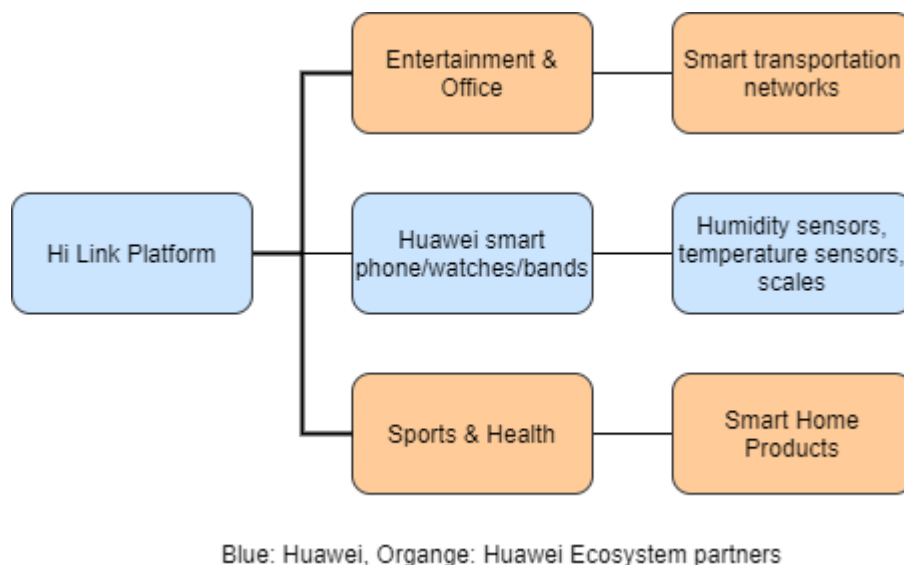 Entertainment &
Office
Smart transportation
networks
Hi Link Platform
Huawei smart
phone/watches/bands
Humidity sensors,
temperature sensors,
scales
Sports & Health
Smart Home
Products
Blue: Huawei, Organge: Huawei Ecosystem partners